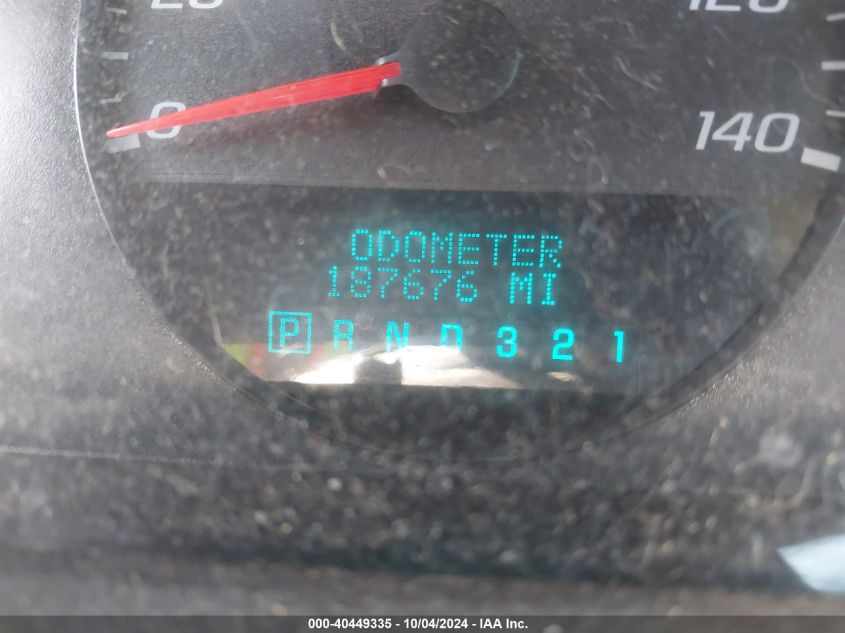 20 120
0 140
ODOMETER
187676 MI
P R N D 3 2 1
000-40449335 - 10/04/2024 - IAA Inc.